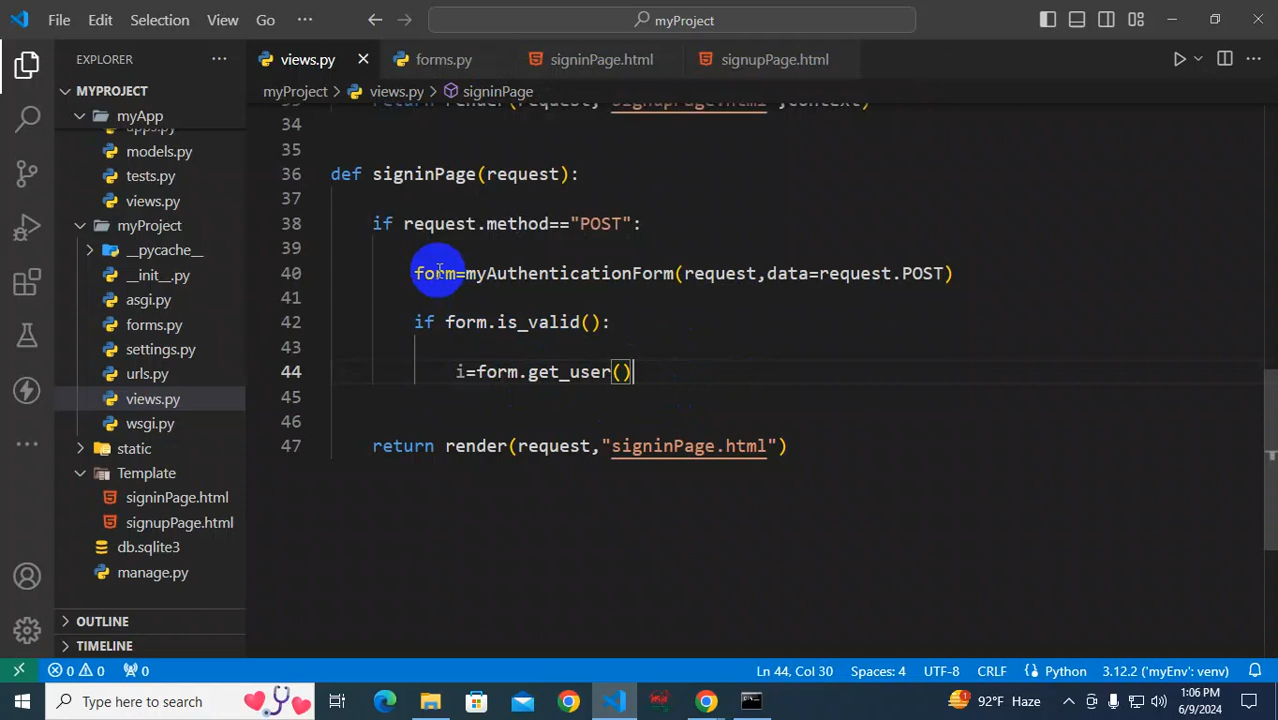 File Edit Selection View Go ··· myProject
EXPLORER ···
views.py forms.py signinPage.html signupPage.html
MYPROJECT
myProject > views.py > signinPage
myApp
models.py
tests.py
views.py
myProject
__pycache__
__init__.py
asgi.py
forms.py
settings.py
urls.py
views.py
wsgi.py
static
Template
signinPage.html
signupPage.html
db.sqlite3
manage.py
OUTLINE
TIMELINE
34
35
36 def signinPage(request):
37
38 if request.method=="POST":
39
40 form=myAuthenticationForm(request,data=request.POST)
41
42 if form.is_valid():
43
44 i=form.get_user()
45
46
47 return render(request,"signinPage.html")
0 0 0 Ln 44, Col 30 Spaces: 4 UTF-8 CRLF Python 3.12.2 ('myEnv': venv)
Type here to search 92°F Haze 1:06 PM
6/9/2024